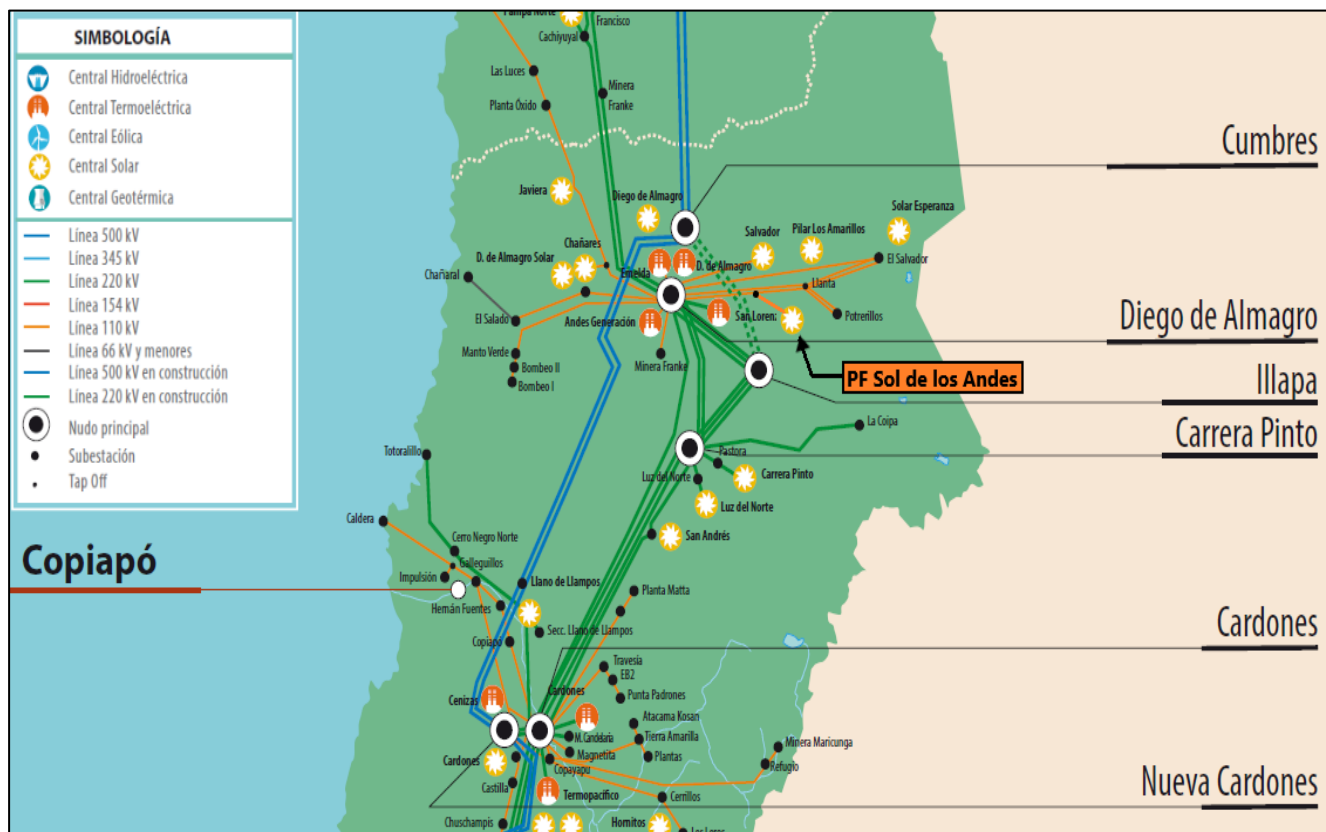 SIMBOLOGÍA
Central Hidroeléctrica
Central Termoeléctrica
Central Eólica
Central Solar
Central Geotérmica
Línea 500 kV
Línea 345 kV
Línea 220 kV
Línea 154 kV
Línea 110 kV
Línea 66 kV y menores
Línea 500 kV en construcción
Línea 220 kV en construcción
Nudo principal
Subestación
Tap Off
Pampa Norte
Francisco
Cachiyuyal
Las Luces
Minera
Franke
Planta Óxido
Cumbres
Javiera
Diego de Almagro
Solar Esperanza
Salvador
Pilar Los Amarillos
Chañares
D. de Almagro Solar
Emelda
D. de Almagro
El Salvador
Chañaral
Llanta
El Salado
Andes Generación
San Loren
Potrerillos
Diego de Almagro
Manto Verde
Minera Franke
Bombeo II
Bombeo I
PF Sol de los Andes
Illapa
La Coipa
Carrera Pinto
Totoralillo
Pastora
Luz del Norte
Carrera Pinto
Luz del Norte
Caldera
San Andrés
Cerro Negro Norte
Galleguillos
Copiapó
Impulsión
Llano de Llampos
Planta Matta
Hernán Fuentes
Secc. Llano de Llampos
Copiapó
Cardones
Travesía
EB2
Cardones
Cenizas
Punta Padrones
Atacama Kosan
M. Candelaria
Tierra Amarilla
Magnetita
Plantas
Minera Maricunga
Cardones
Copayapu
Refugio
Nueva Cardones
Castilla
Termopacífico
Cerrillos
Chuschampis
Hornitos
Los Loros